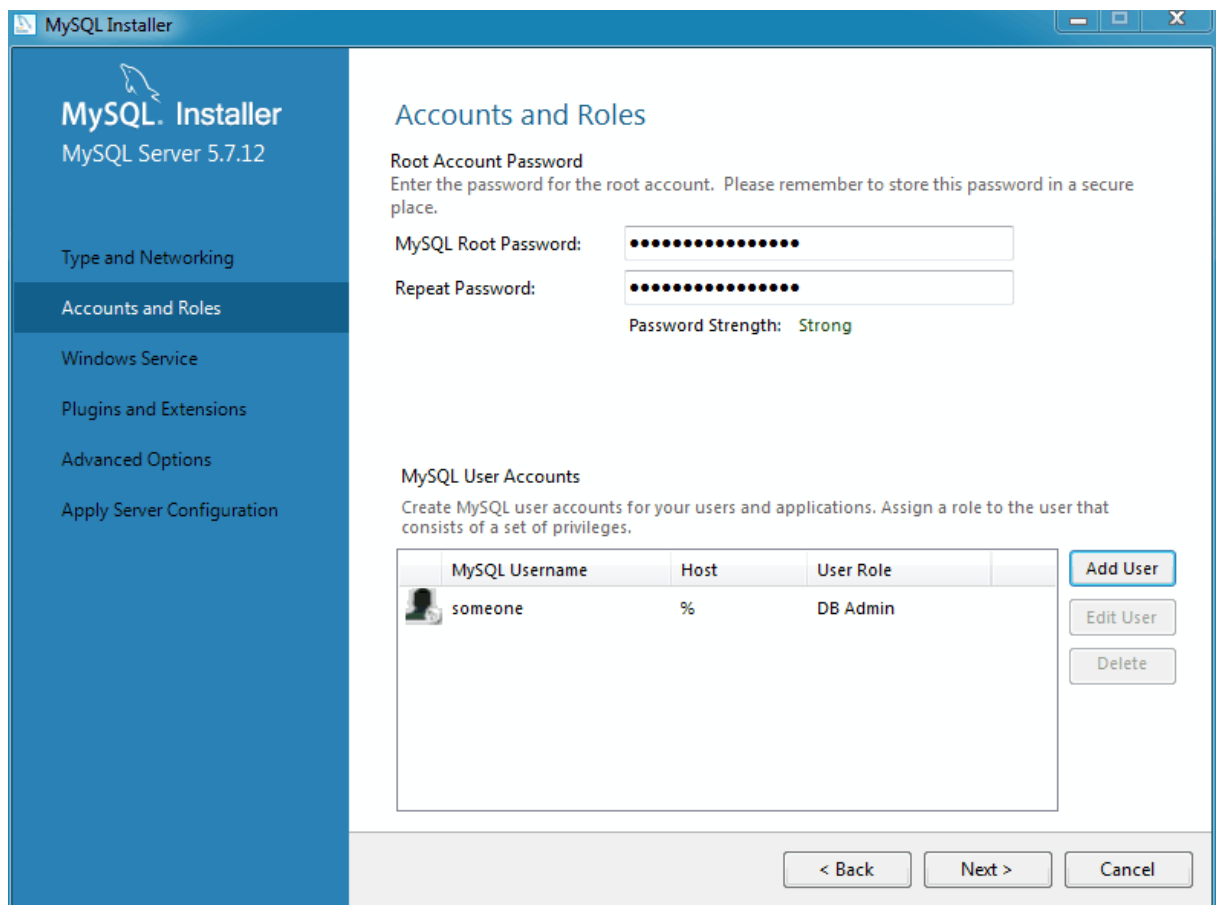 MySQL Installer
MySQL. Installer
MySQL Server 5.7.12
Type and Networking
Accounts and Roles
Windows Service
Plugins and Extensions
Advanced Options
Apply Server Configuration
Accounts and Roles
Root Account Password
Enter the password for the root account. Please remember to store this password in a secure
place.
MySQL Root Password: ●●●●●●●●●●●●●●●●
Repeat Password: ●●●●●●●●●●●●●●●●
Password Strength: Strong
MySQL User Accounts
Create MySQL user accounts for your users and applications. Assign a role to the user that
consists of a set of privileges.
MySQL Username Host User Role
someone % DB Admin
Add User
Edit User
Delete
< Back Next > Cancel